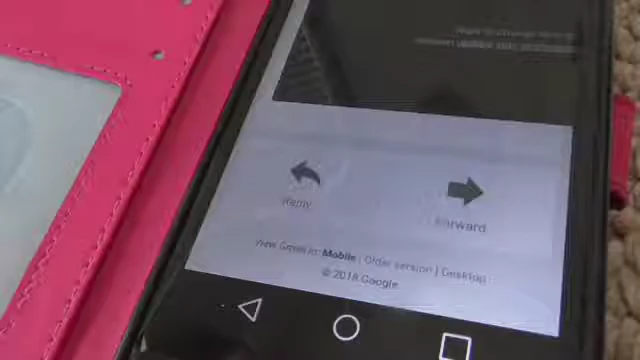 Reply
Forward
View Gmail in: Mobile | Older version | Desktop
© 2018 Google